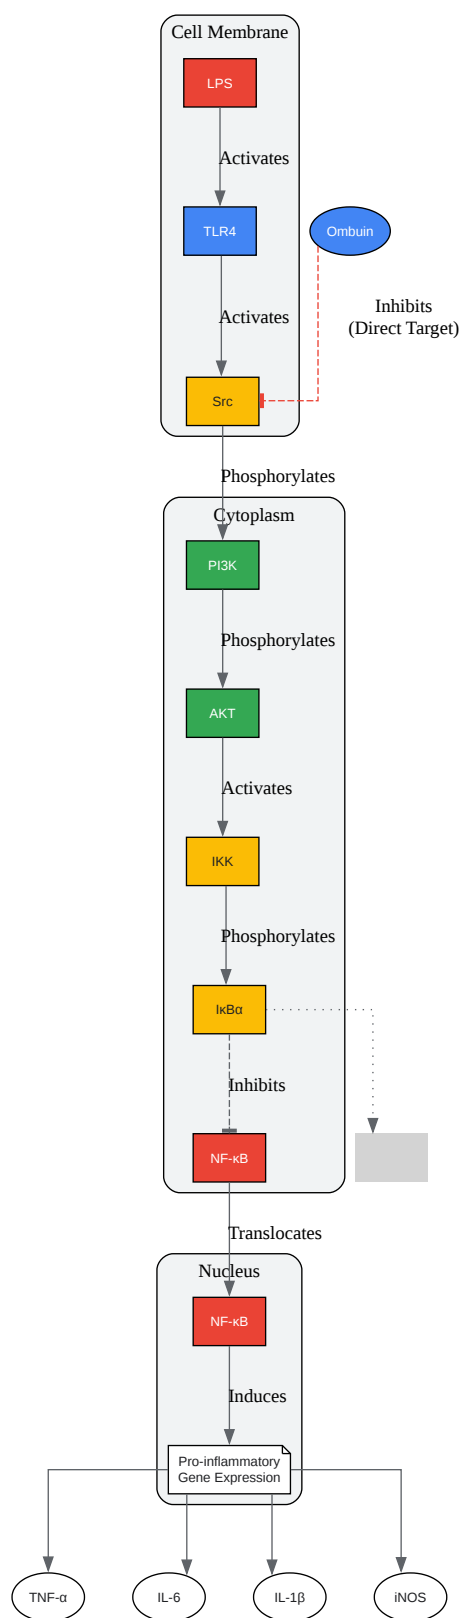 Cell Membrane
LPS
Activates
TLR4
Ombuin
Inhibits
(Direct Target)
Activates
Src
Phosphorylates
Cytoplasm
PI3K
Phosphorylates
AKT
Activates
IKK
Phosphorylates
IκBα
Inhibits
NF-κB
Translocates
Nucleus
NF-κB
Induces
Pro-inflammatory
Gene Expression
TNF-α
IL-6
IL-1β
iNOS